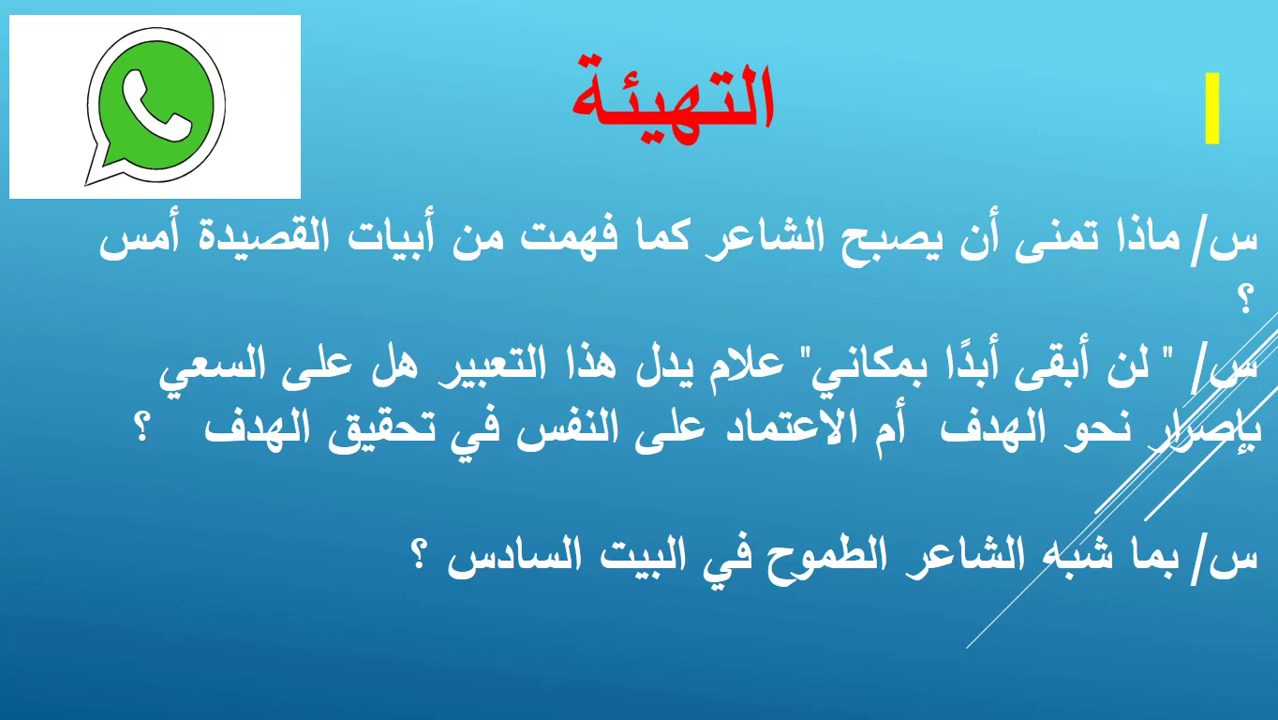 التهيئة
س/ ماذا تمنى أن يصبح الشاعر كما فهمت من أبيات القصيدة أمس
؟
س/ " لن أبقى أبدًا بمكاني" علام يدل هذا التعبير هل على السعي
بإصرار نحو الهدف أم الاعتماد على النفس في تحقيق الهدف ؟
س/ بما شبه الشاعر الطموح في البيت السادس ؟